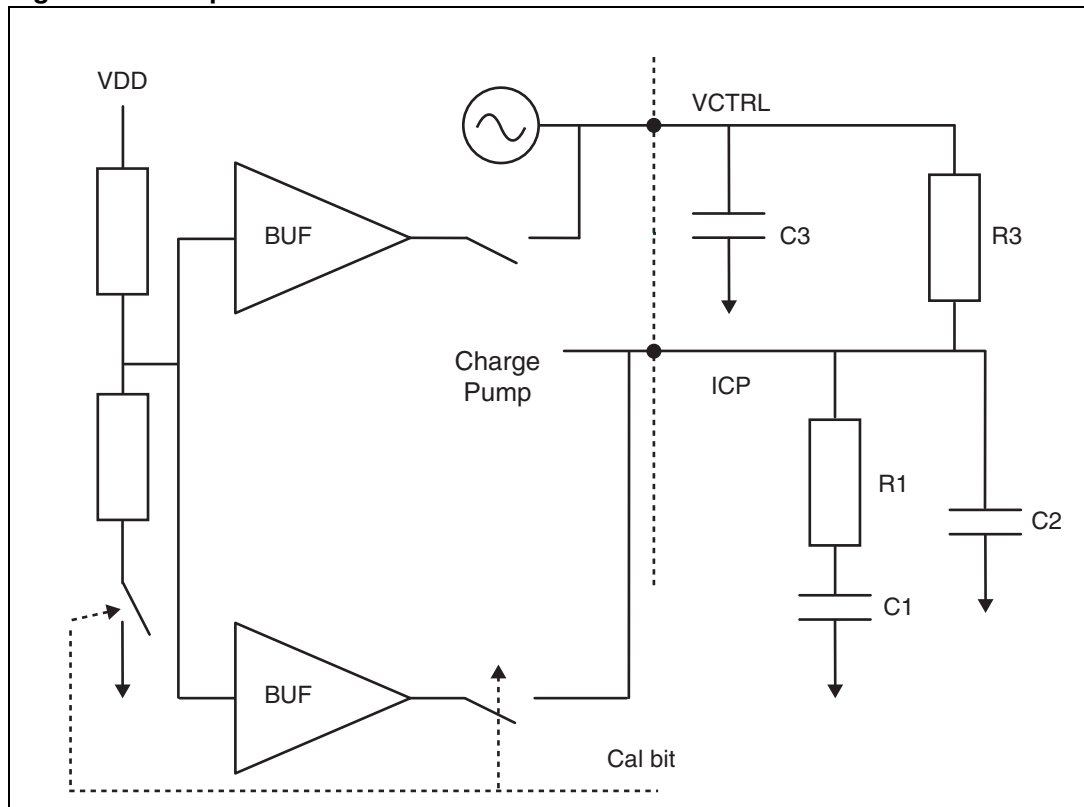 VDD
VCTRL
BUF
C3
R3
Charge
Pump
ICP
R1
C2
C1
BUF
Cal bit